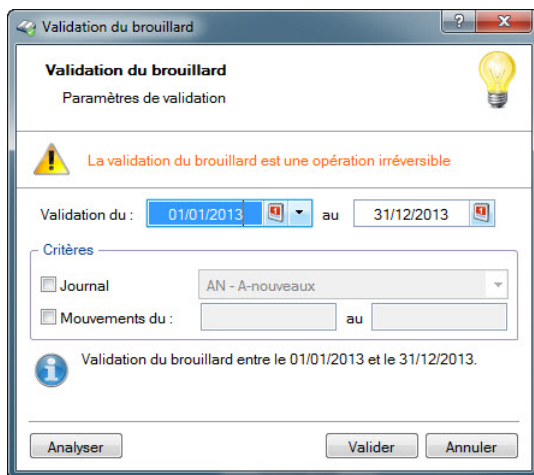 Validation du brouillard
Validation du brouillard
Paramètres de validation
La validation du brouillard est une opération irréversible
Validation du : 01/01/2013 au 31/12/2013
Critères
Journal AN - A-nouveaux
Mouvements du : au
Validation du brouillard entre le 01/01/2013 et le 31/12/2013.
Analyser Valider Annuler